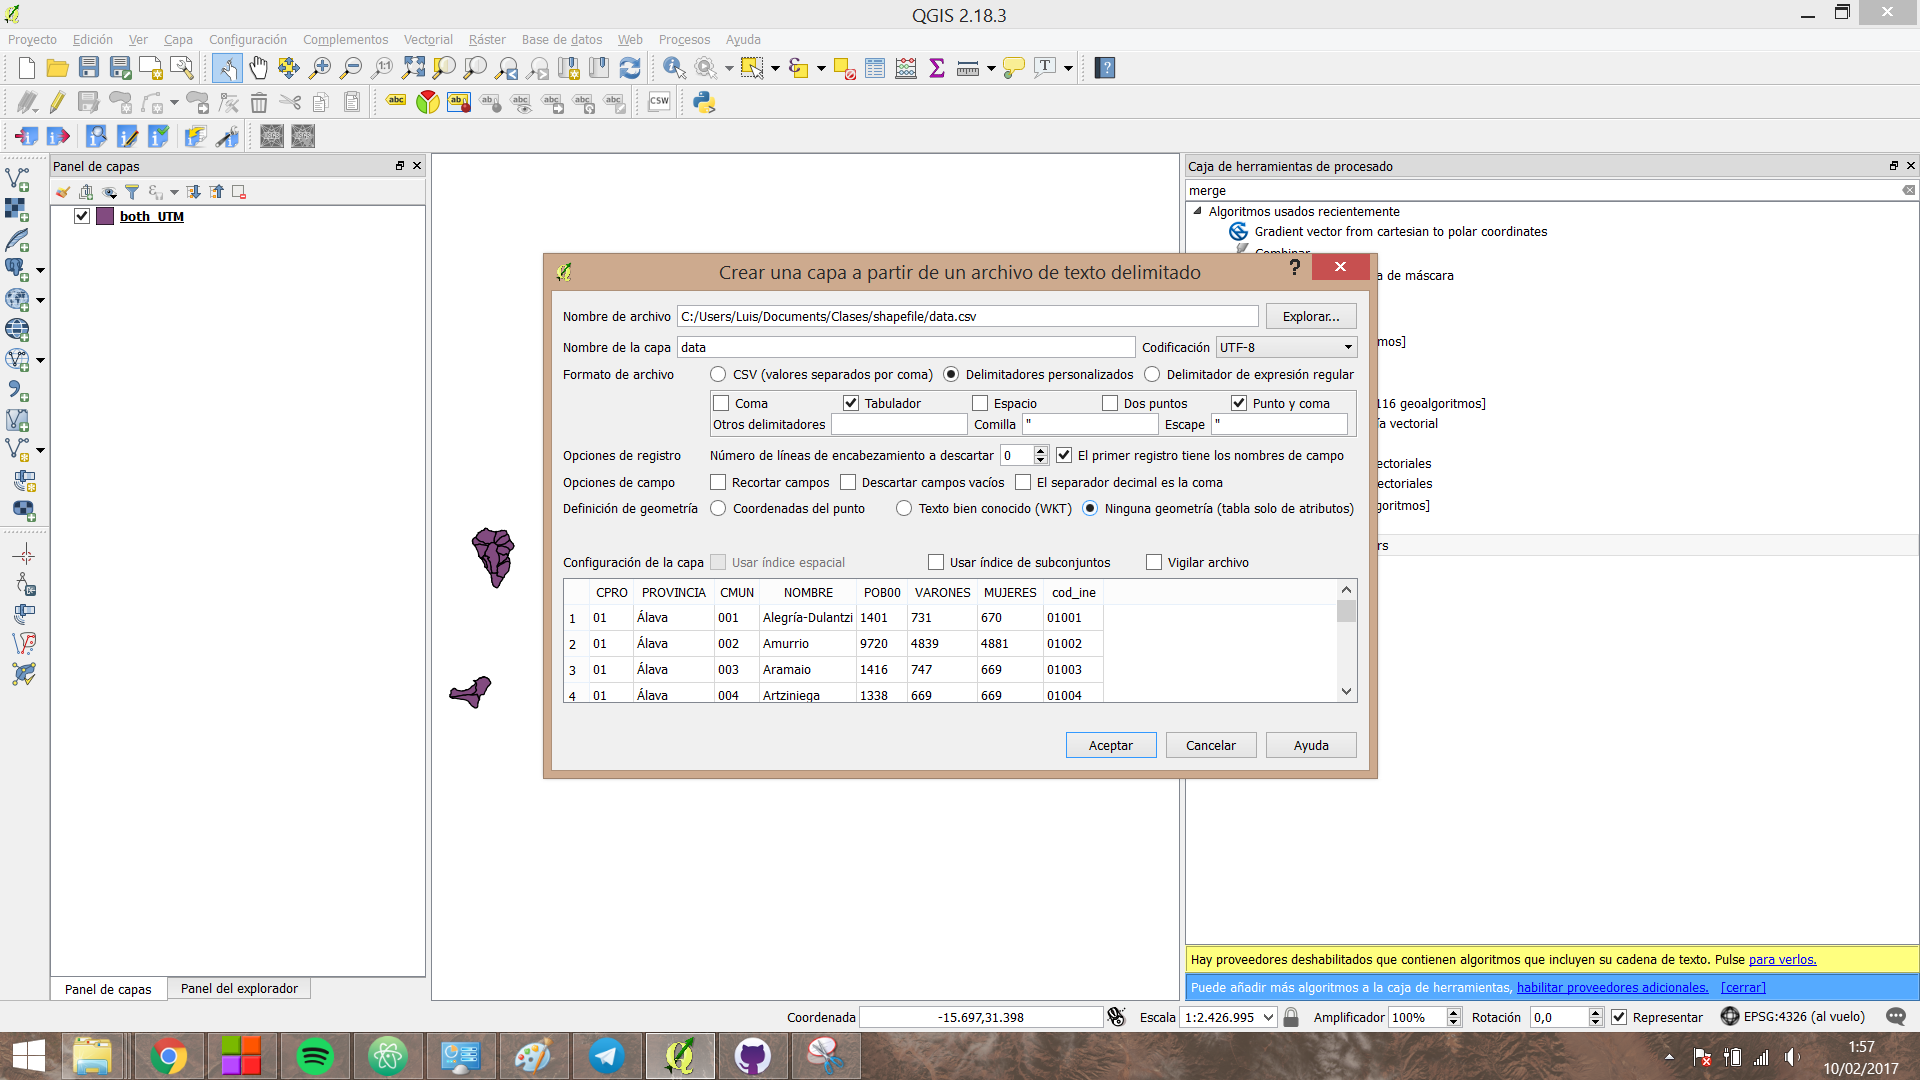 QGIS 2.18.3
Proyecto Edición Ver Capa Configuración Complementos Vectorial Ráster Base de datos Web Procesos Ayuda
1:1
abc ab abc abc abc abc abc CSW
Panel de capas
both_UTM
Caja de herramientas de procesado
merge
Algoritmos usados recientemente
Gradient vector from cartesian to polar coordinates
Combinar
a de máscara
mos]
116 geoalgoritmos]
ía vectorial
ectoriales
ectoriales
goritmos]
rs
Crear una capa a partir de un archivo de texto delimitado
Nombre de archivo C:/Users/Luis/Documents/Clases/shapefile/data.csv Explorar...
Nombre de la capa data Codificación UTF-8
Formato de archivo CSV (valores separados por coma) Delimitadores personalizados Delimitador de expresión regular
Coma Tabulador Espacio Dos puntos Punto y coma
Otros delimitadores Comilla " Escape "
Opciones de registro Número de líneas de encabezamiento a descartar 0 El primer registro tiene los nombres de campo
Opciones de campo Recortar campos Descartar campos vacíos El separador decimal es la coma
Definición de geometría Coordenadas del punto Texto bien conocido (WKT) Ninguna geometría (tabla solo de atributos)
Configuración de la capa Usar índice espacial Usar índice de subconjuntos Vigilar archivo
CPRO PROVINCIA CMUN NOMBRE POB00 VARONES MUJERES cod_ine
1 01 Álava 001 Alegría-Dulantzi 1401 731 670 01001
2 01 Álava 002 Amurrio 9720 4839 4881 01002
3 01 Álava 003 Aramaio 1416 747 669 01003
4 01 Álava 004 Artziniega 1338 669 669 01004
Aceptar Cancelar Ayuda
Hay proveedores deshabilitados que contienen algoritmos que incluyen su cadena de texto. Pulse para verlos.
Puede añadir más algoritmos a la caja de herramientas, habilitar proveedores adicionales. [cerrar]
Panel de capas Panel del explorador
Coordenada -15.697,31.398 Escala 1:2.426.995 Amplificador 100% Rotación 0,0 Representar EPSG:4326 (al vuelo)
1:57
10/02/2017